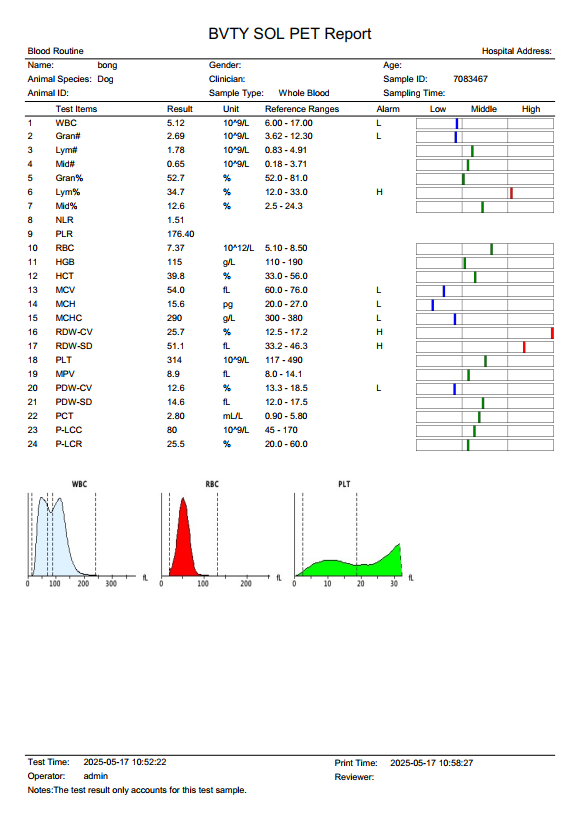 BVTY SOL PET Report
Blood Routine Hospital Address:
Name: bong Gender: Age:
Animal Species: Dog Clinician: Sample ID: 7083467
Animal ID: Sample Type: Whole Blood Sampling Time:
Test Items Result Unit Reference Ranges Alarm Low Middle High
1 WBC 5.12 10^9/L 6.00 - 17.00 L
2 Gran# 2.69 10^9/L 3.62 - 12.30 L
3 Lym# 1.78 10^9/L 0.83 - 4.91
4 Mid# 0.65 10^9/L 0.18 - 3.71
5 Gran% 52.7 % 52.0 - 81.0
6 Lym% 34.7 % 12.0 - 33.0 H
7 Mid% 12.6 % 2.5 - 24.3
8 NLR 1.51
9 PLR 176.40
10 RBC 7.37 10^12/L 5.10 - 8.50
11 HGB 115 g/L 110 - 190
12 HCT 39.8 % 33.0 - 56.0
13 MCV 54.0 fL 60.0 - 76.0 L
14 MCH 15.6 pg 20.0 - 27.0 L
15 MCHC 290 g/L 300 - 380 L
16 RDW-CV 25.7 % 12.5 - 17.2 H
17 RDW-SD 51.1 fL 33.2 - 46.3 H
18 PLT 314 10^9/L 117 - 490
19 MPV 8.9 fL 8.0 - 14.1
20 PDW-CV 12.6 % 13.3 - 18.5 L
21 PDW-SD 14.6 fL 12.0 - 17.5
22 PCT 2.80 mL/L 0.90 - 5.80
23 P-LCC 80 10^9/L 45 - 170
24 P-LCR 25.5 % 20.0 - 60.0
WBC RBC PLT
0 100 200 300 fL 0 100 200 fL 0 10 20 30 fL
Test Time: 2025-05-17 10:52:22 Print Time: 2025-05-17 10:58:27
Operator: admin Reviewer:
Notes:The test result only accounts for this test sample.